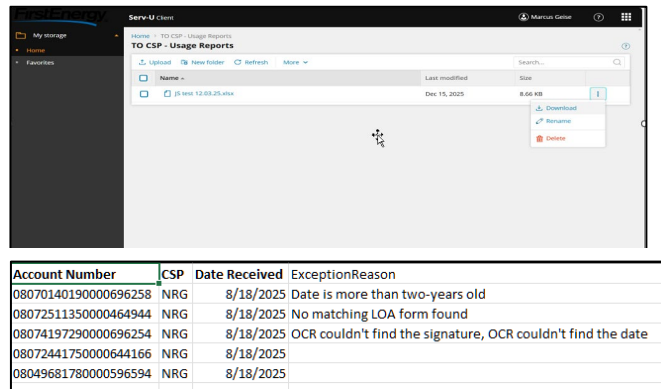 FirstEnergy Serv-U Client Marcus Geise
My storage
Home
Favorites
Home > TO CSP - Usage Reports
TO CSP - Usage Reports
Upload New folder Refresh More Search...
Name Last modified Size
JS test 12.03.25.xlsx Dec 15, 2025 8.66 KB
Download
Rename
Delete
Account Number CSP Date Received ExceptionReason
08070140190000696258 NRG 8/18/2025 Date is more than two-years old
08072511350000464944 NRG 8/18/2025 No matching LOA form found
08074197290000696254 NRG 8/18/2025 OCR couldn't find the signature, OCR couldn't find the date
08072441750000644166 NRG 8/18/2025
08049681780000596594 NRG 8/18/2025